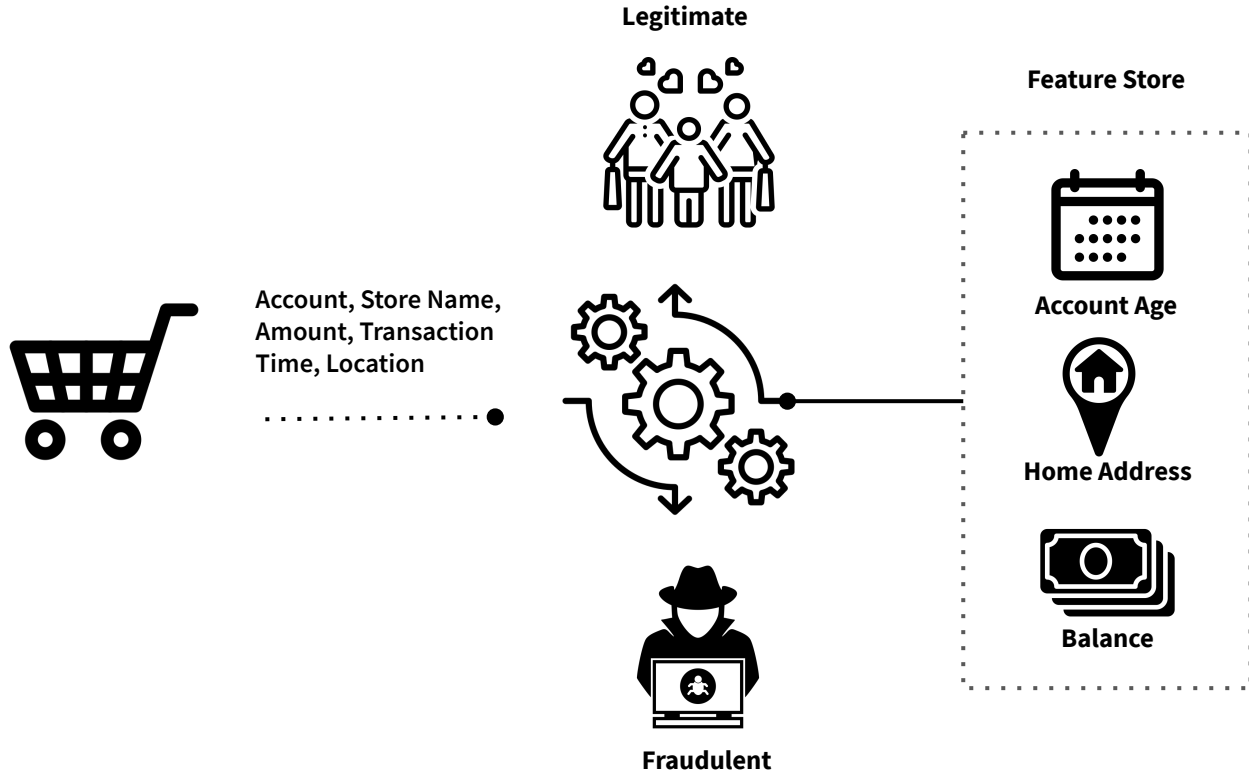 Legitimate
Feature Store
Account, Store Name,
Amount, Transaction
Time, Location
Account Age
Home Address
Balance
Fraudulent